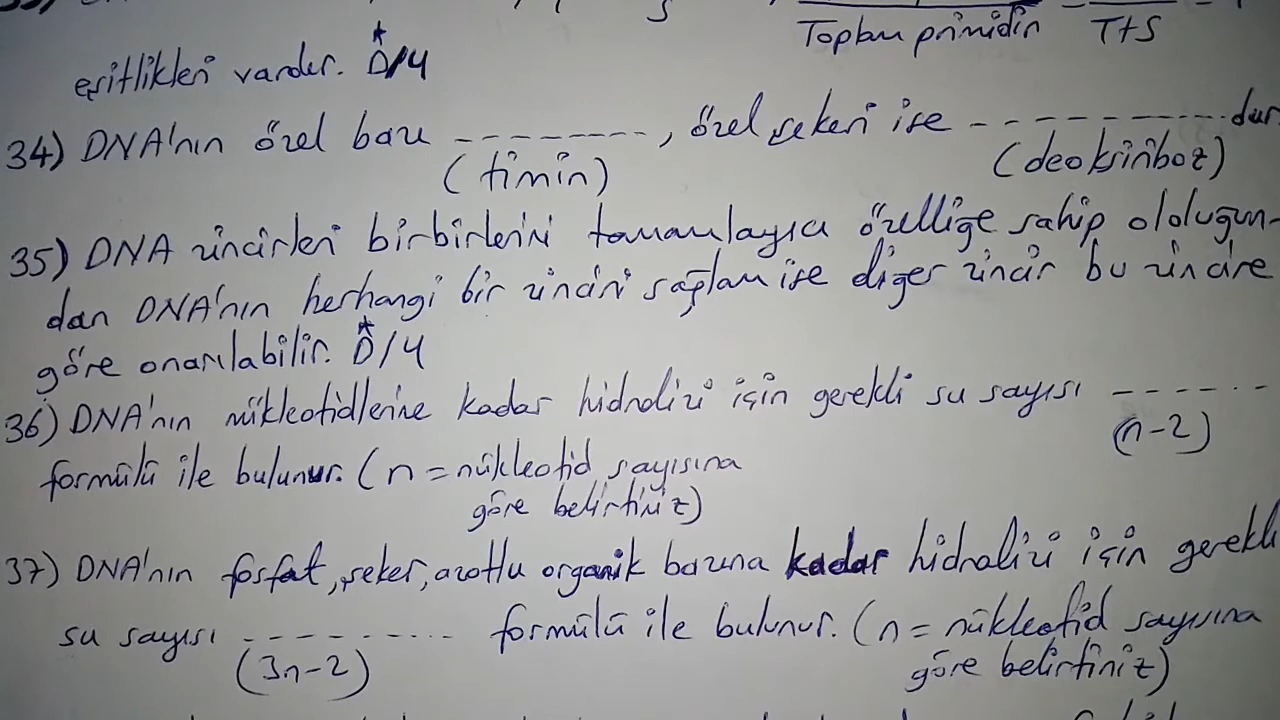 Toplam primidin T+S
eşitlikleri vardır. D/Y
34) DNA'nın özel bazı ---------, özel şekeri ise ----------- dur.
(timin) (deoksiriboz)
35) DNA zincirleri birbirlerini tamamlayıcı özelliğe sahip ololuğun-
dan DNA'nın herhangi bir zinciri sağlam ise diğer zincir bu zincire
göre onarılabilir. D/Y
36) DNA'nın nükleotidlerine kadar hidrolizi için gerekli su sayısı -------
(n-2)
formülü ile bulunur. (n = nükleotid sayısına
göre belirtiniz)
37) DNA'nın fosfat, şeker, azotlu organik bazına kadar hidrolizi için gerekli
su sayısı ---------- formülü ile bulunur. (n = nükleotid sayısına
(3n-2) göre belirtiniz)